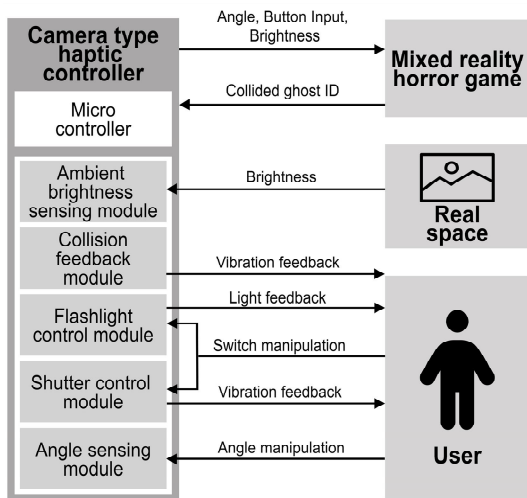 Camera type
haptic
controller
Micro
controller
Ambient
brightness
sensing module
Collision
feedback
module
Flashlight
control module
Shutter control
module
Angle sensing
module
Angle, Button Input,
Brightness
Collided ghost ID
Brightness
Vibration feedback
Light feedback
Switch manipulation
Vibration feedback
Angle manipulation
Mixed reality
horror game
Real
space
User